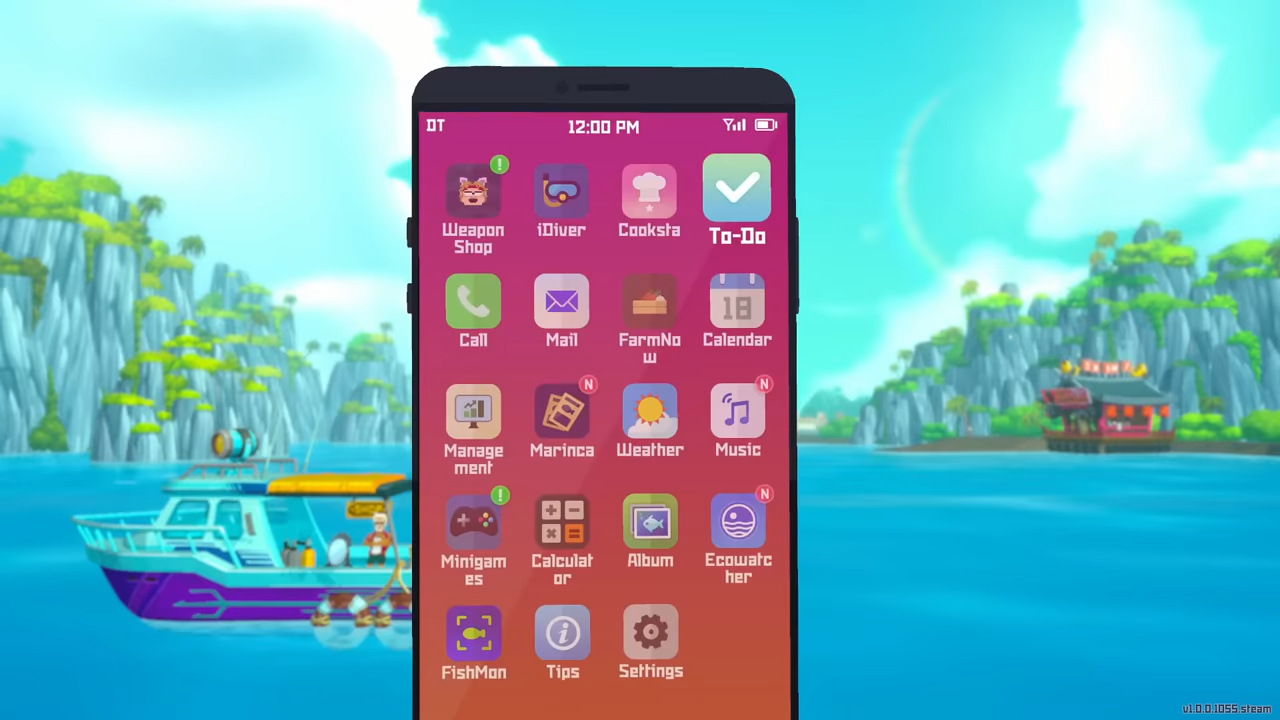 DT
12:00 PM
!
Weapon
Shop
iDiver
Cooksta
To-Do
Call
Mail
FarmNo
w
18
Calendar
Manage
ment
N
Marinca
Weather
N
Music
!
Minigam
es
Calculat
or
Album
N
Ecowatc
her
FishMon
Tips
Settings
v1.0.0.1055.steam